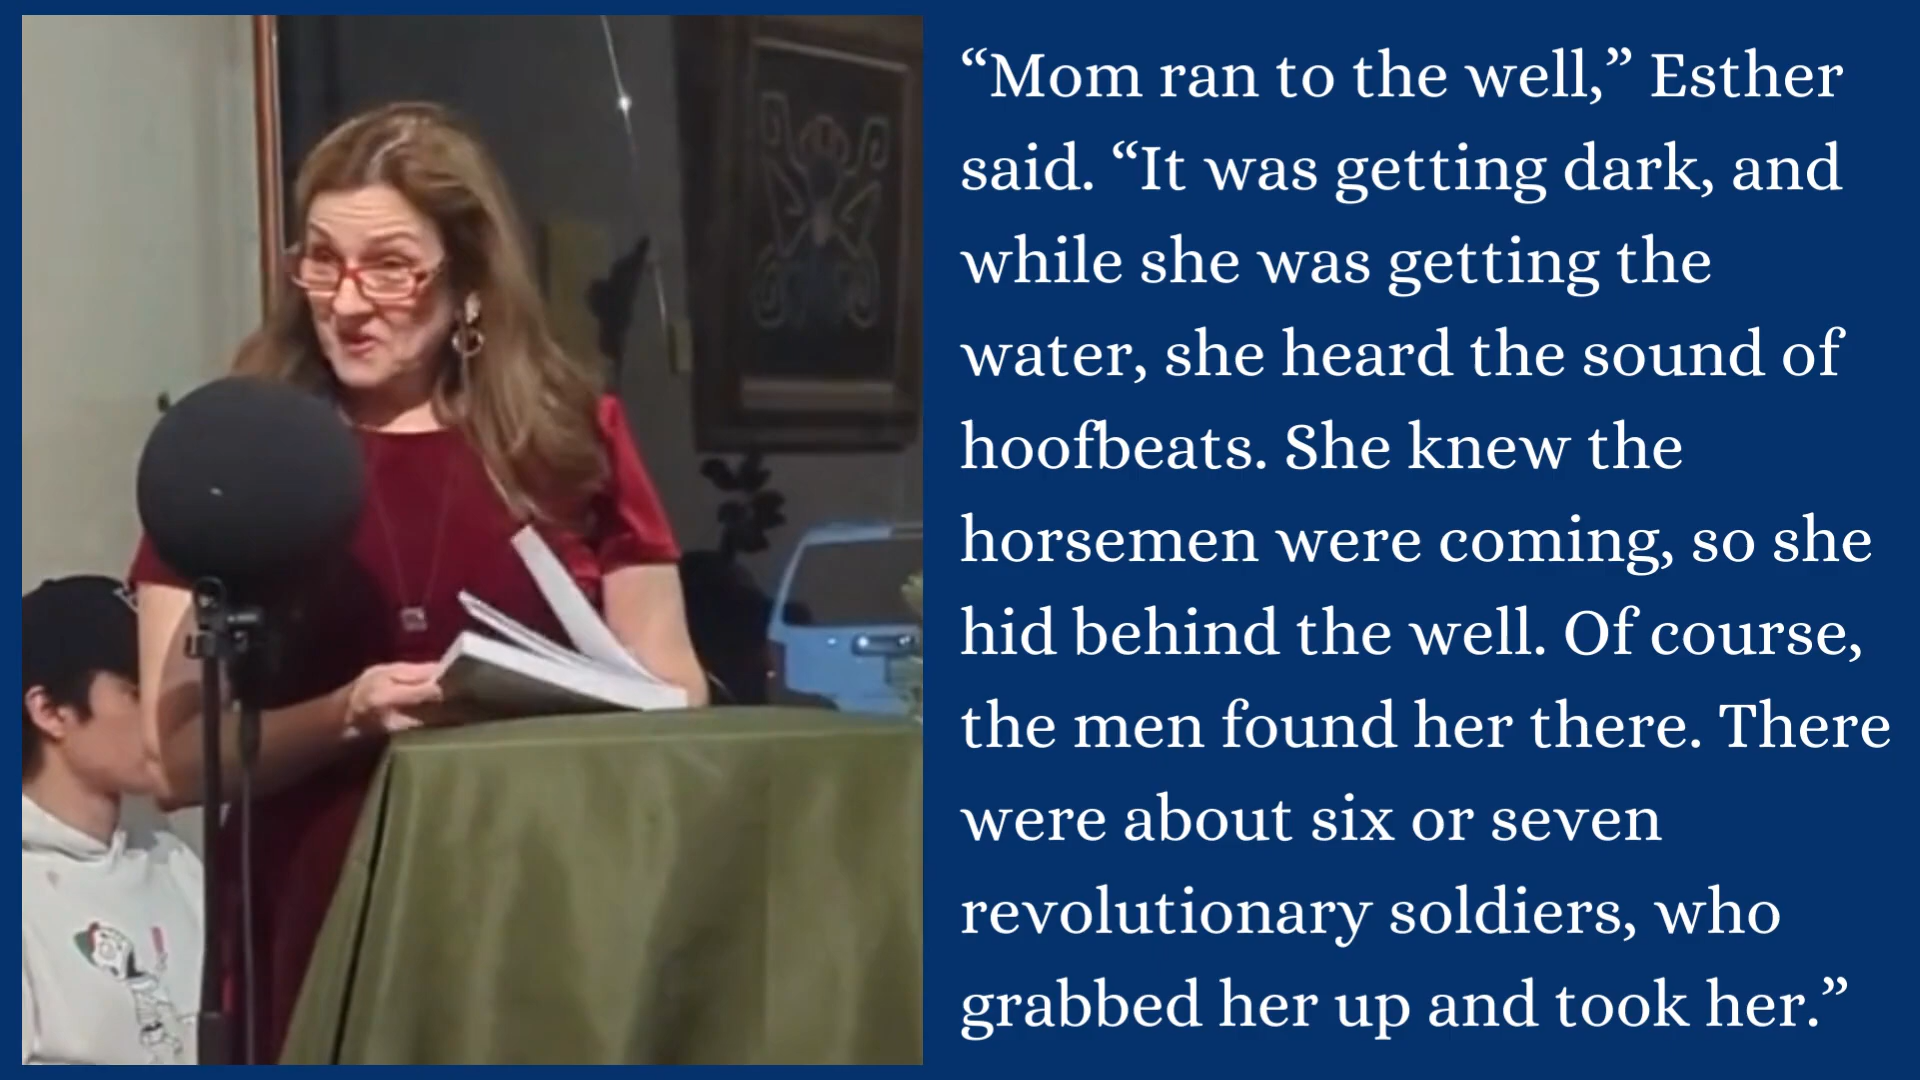 “Mom ran to the well,” Esther
said. “It was getting dark, and
while she was getting the
water, she heard the sound of
hoofbeats. She knew the
horsemen were coming, so she
hid behind the well. Of course,
the men found her there. There
were about six or seven
revolutionary soldiers, who
grabbed her up and took her.”